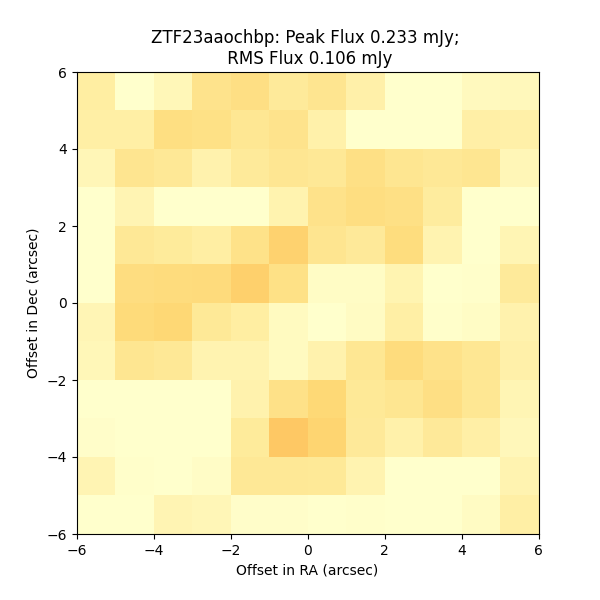 ZTF23aaochbp: Peak Flux 0.233 mJy;
RMS Flux 0.106 mJy
6
4
2
0
−2
−4
−6
Offset in Dec (arcsec)
−6 −4 −2 0 2 4 6
Offset in RA (arcsec)